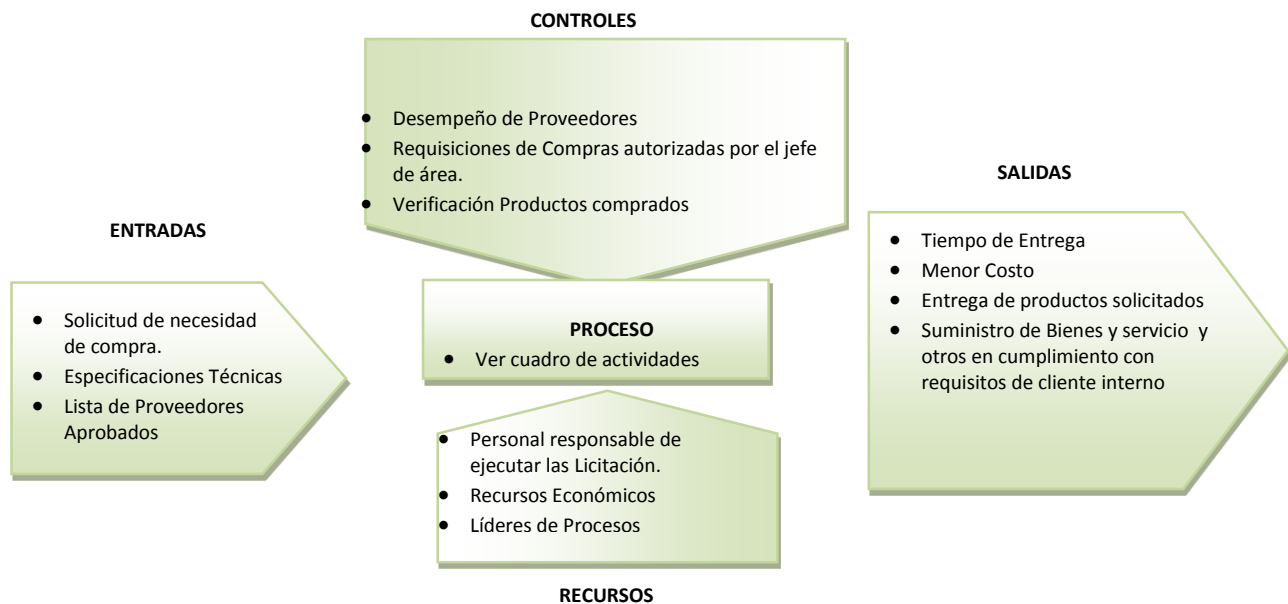 CONTROLES
• Desempeño de Proveedores
• Requisiciones de Compras autorizadas por el jefe
de área.
• Verificación Productos comprados
ENTRADAS
• Solicitud de necesidad
de compra.
• Especificaciones Técnicas
• Lista de Proveedores
Aprobados
PROCESO
• Ver cuadro de actividades
SALIDAS
• Tiempo de Entrega
• Menor Costo
• Entrega de productos solicitados
• Suministro de Bienes y servicio y
otros en cumplimiento con
requisitos de cliente interno
• Personal responsable de
ejecutar las Licitación.
• Recursos Económicos
• Líderes de Procesos
RECURSOS